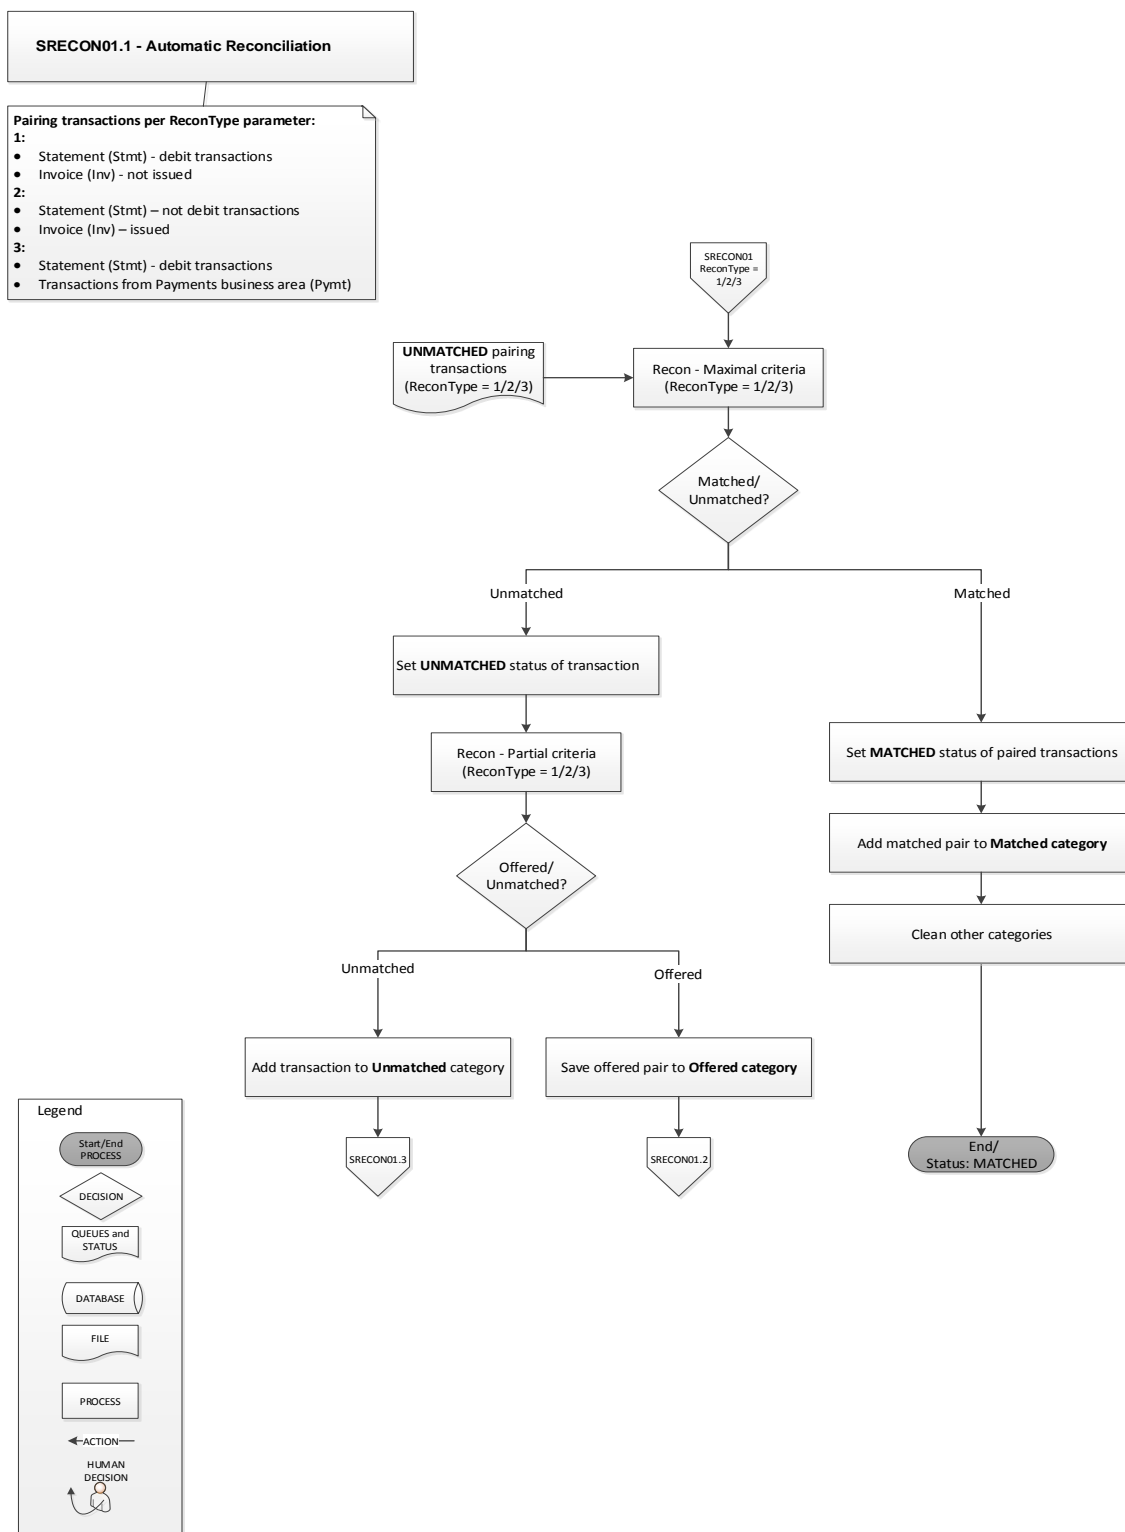 SRECON01.1 - Automatic Reconciliation
Pairing transactions per ReconType parameter:
1:
• Statement (Stmt) - debit transactions
• Invoice (Inv) - not issued
2:
• Statement (Stmt) – not debit transactions
• Invoice (Inv) – issued
3:
• Statement (Stmt) - debit transactions
• Transactions from Payments business area (Pymt)
SRECON01
ReconType =
1/2/3
UNMATCHED pairing
transactions
(ReconType = 1/2/3)
Recon - Maximal criteria
(ReconType = 1/2/3)
Matched/
Unmatched?
Unmatched
Matched
Set UNMATCHED status of transaction
Recon - Partial criteria
(ReconType = 1/2/3)
Set MATCHED status of paired transactions
Add matched pair to Matched category
Offered/
Unmatched?
Clean other categories
Unmatched
Offered
Add transaction to Unmatched category
Save offered pair to Offered category
SRECON01.3
SRECON01.2
End/
Status: MATCHED
Legend
Start/End
PROCESS
DECISION
QUEUES and
STATUS
DATABASE
FILE
PROCESS
ACTION
HUMAN
DECISION